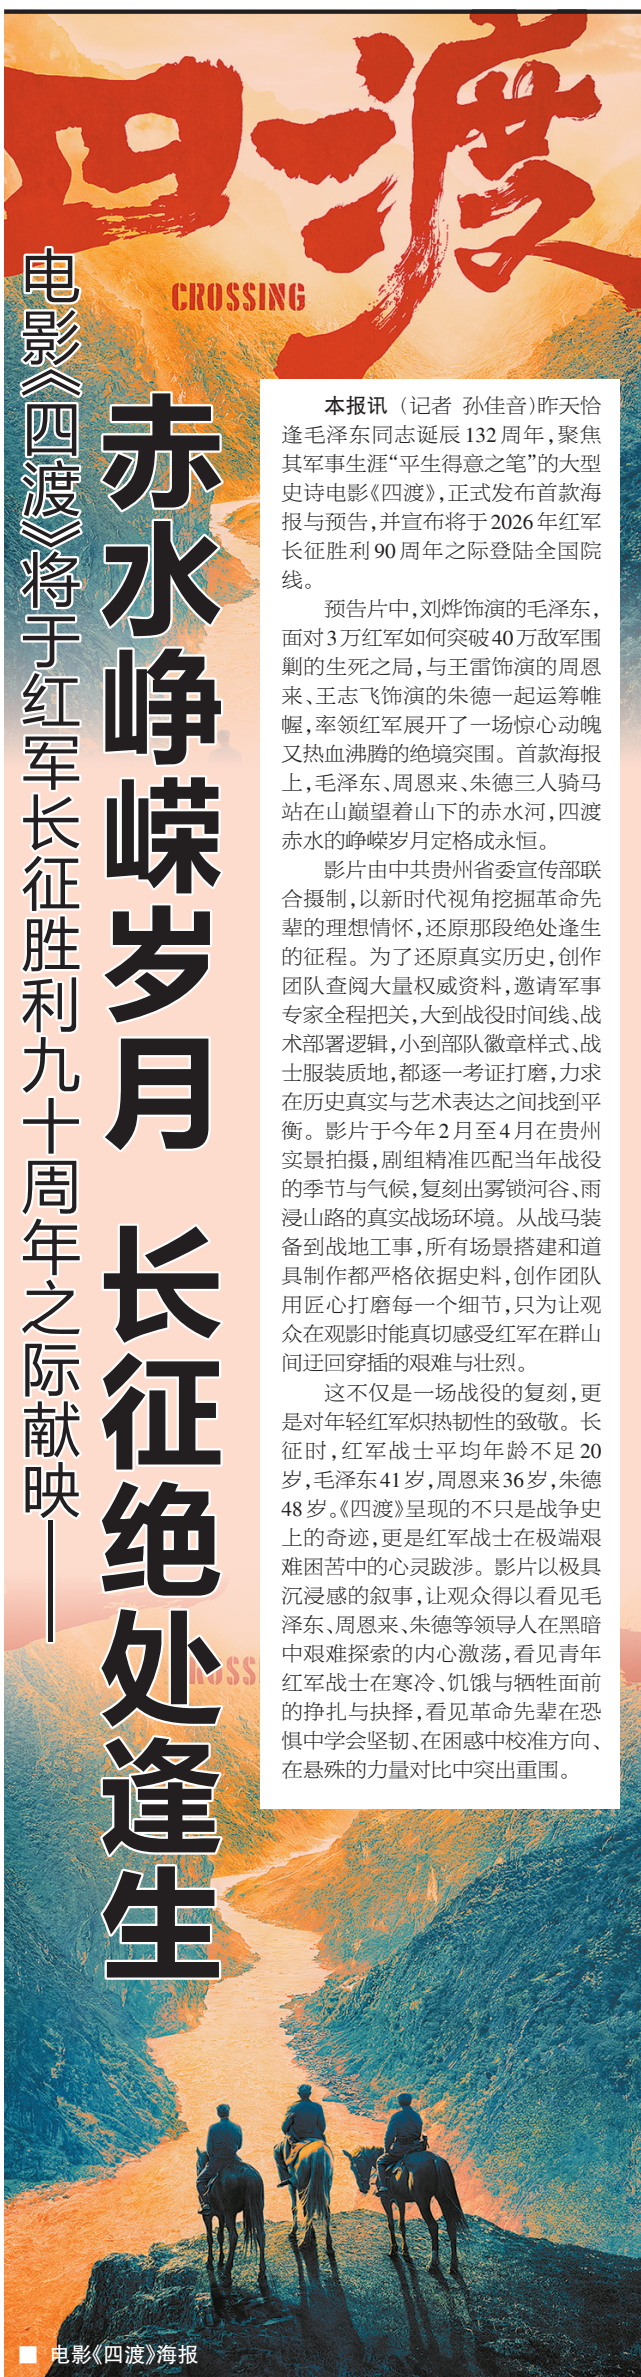 四渡
CROSSING
电影《四渡》将于红军长征胜利九十周年之际献映——
赤水峥嵘岁月 长征绝处逢生
本报讯 （记者 孙佳音）昨天恰
逢毛泽东同志诞辰132周年，聚焦
其军事生涯“平生得意之笔”的大型
史诗电影《四渡》，正式发布首款海
报与预告，并宣布将于2026年红军
长征胜利90周年之际登陆全国院
线。
预告片中，刘烨饰演的毛泽东，
面对3万红军如何突破40万敌军围
剿的生死之局，与王雷饰演的周恩
来、王志飞饰演的朱德一起运筹帷
幄，率领红军展开了一场惊心动魄
又热血沸腾的绝境突围。首款海报
上，毛泽东、周恩来、朱德三人骑马
站在山巅望着山下的赤水河，四渡
赤水的峥嵘岁月定格成永恒。
影片由中共贵州省委宣传部联
合摄制，以新时代视角挖掘革命先
辈的理想情怀，还原那段绝处逢生
的征程。为了还原真实历史，创作
团队查阅大量权威资料，邀请军事
专家全程把关，大到战役时间线、战
术部署逻辑，小到部队徽章样式、战
士服装质地，都逐一考证打磨，力求
在历史真实与艺术表达之间找到平
衡。影片于今年2月至4月在贵州
实景拍摄，剧组精准匹配当年战役
的季节与气候，复刻出雾锁河谷、雨
浸山路的真实战场环境。从战马装
备到战地工事，所有场景搭建和道
具制作都严格依据史料，创作团队
用匠心打磨每一个细节，只为让观
众在观影时能真切感受红军在群山
间迂回穿插的艰难与壮烈。
这不仅是一场战役的复刻，更
是对年轻红军炽热韧性的致敬。长
征时，红军战士平均年龄不足20
岁，毛泽东41岁，周恩来36岁，朱德
48岁。《四渡》呈现的不只是战争史
上的奇迹，更是红军战士在极端艰
难困苦中的心灵跋涉。影片以极具
沉浸感的叙事，让观众得以看见毛
泽东、周恩来、朱德等领导人在黑暗
中艰难探索的内心激荡，看见青年
红军战士在寒冷、饥饿与牺牲面前
的挣扎与抉择，看见革命先辈在恐
惧中学会坚韧、在困惑中校准方向、
在悬殊的力量对比中突出重围。
ROSS
■ 电影《四渡》海报